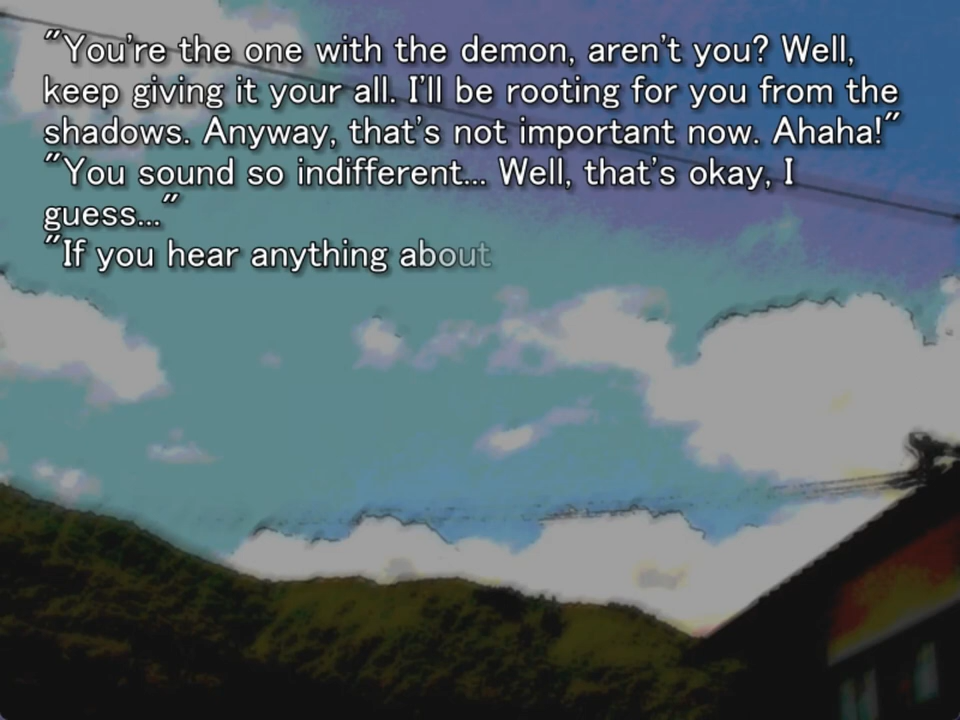 "You're the one with the demon, aren't you? Well,
keep giving it your all. I'll be rooting for you from the
shadows. Anyway, that's not important now. Ahaha!"
"You sound so indifferent... Well, that's okay, I
guess..."
"If you hear anything about